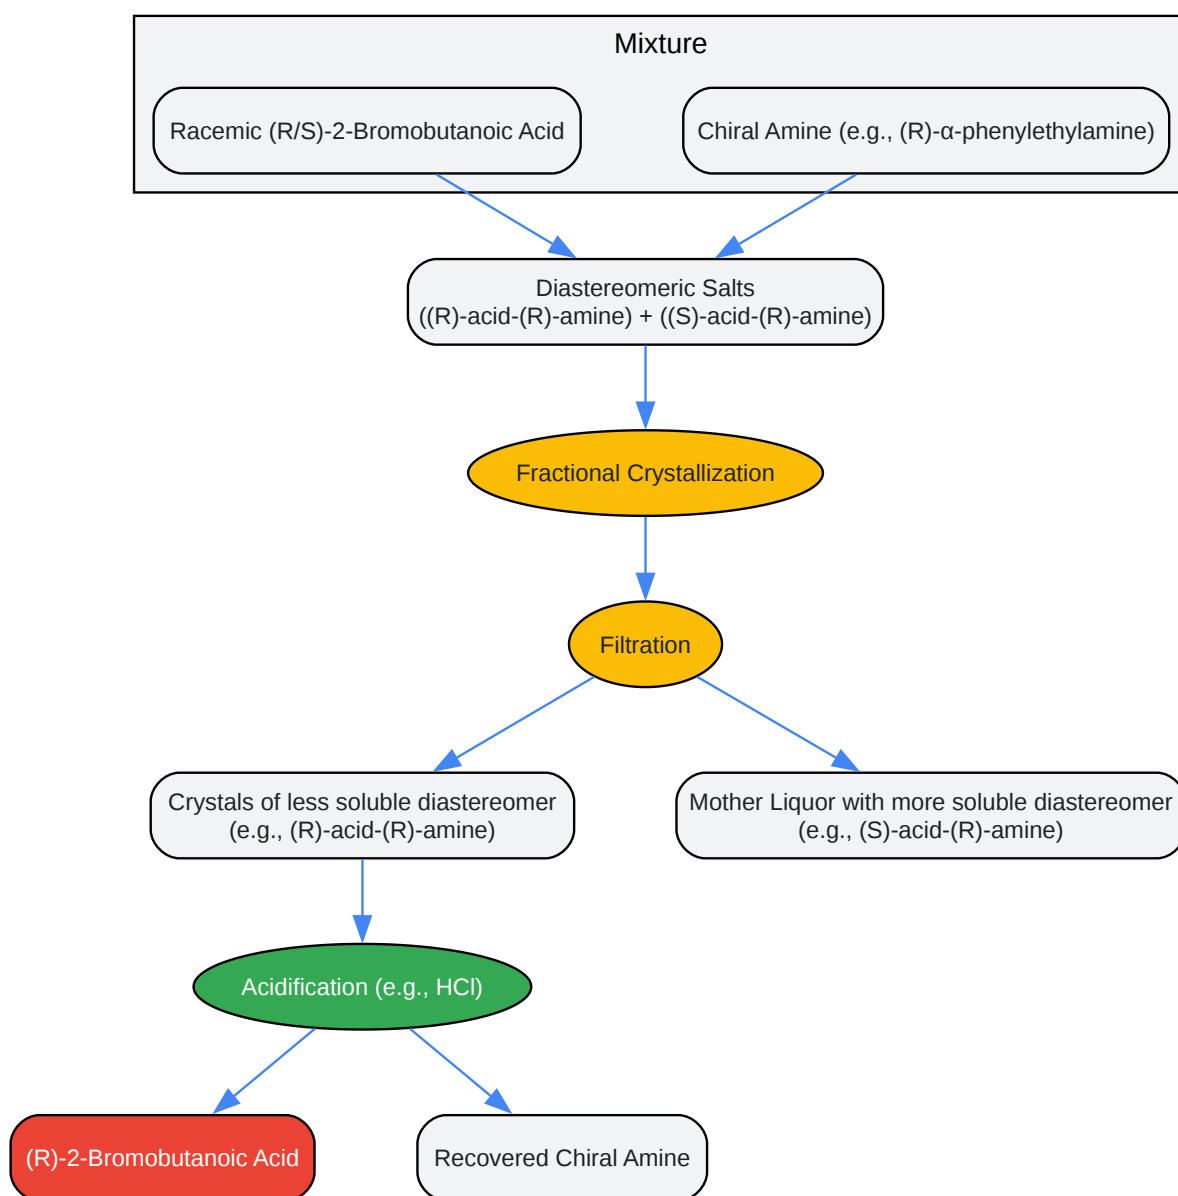 Mixture
Racemic (R/S)-2-Bromobutanoic Acid
Chiral Amine (e.g., (R)-α-phenylethylamine)
Diastereomeric Salts
((R)-acid-(R)-amine) + ((S)-acid-(R)-amine)
Fractional Crystallization
Filtration
Crystals of less soluble diastereomer
(e.g., (R)-acid-(R)-amine)
Mother Liquor with more soluble diastereomer
(e.g., (S)-acid-(R)-amine)
Acidification (e.g., HCl)
(R)-2-Bromobutanoic Acid
Recovered Chiral Amine